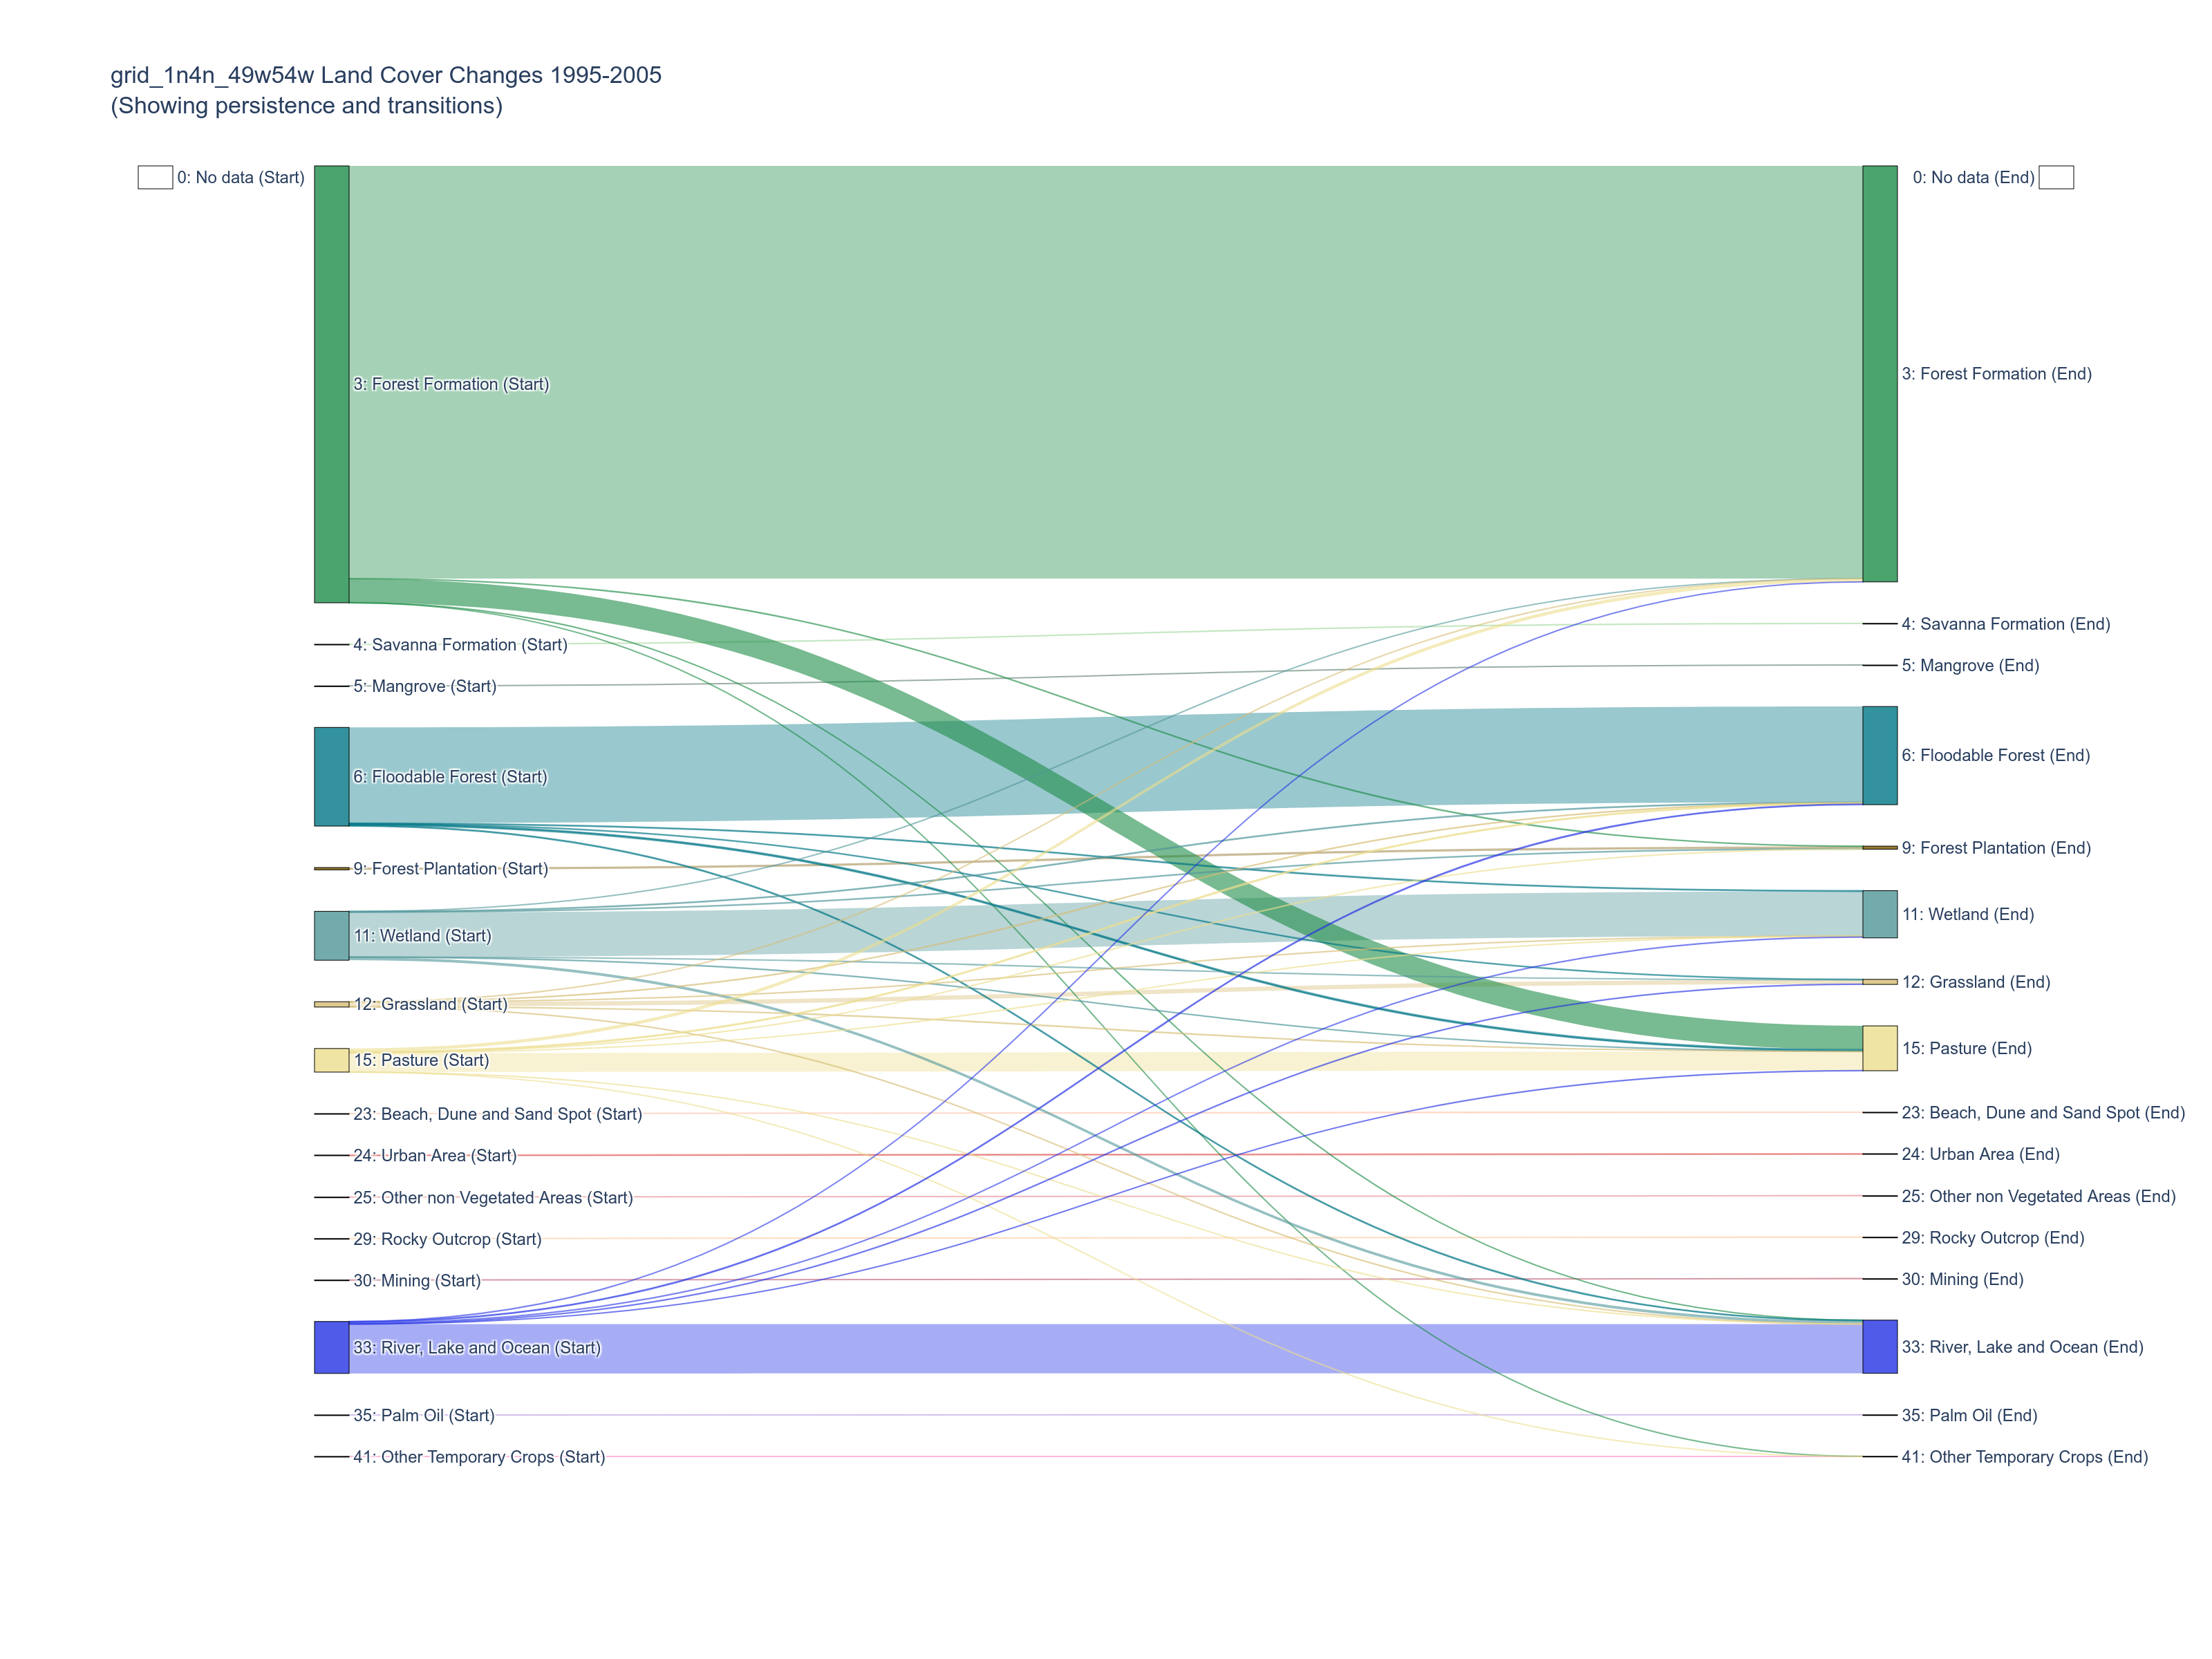 grid_1n4n_49w54w Land Cover Changes 1995-2005
(Showing persistence and transitions)
0: No data (Start)
3: Forest Formation (Start)
4: Savanna Formation (Start)
5: Mangrove (Start)
6: Floodable Forest (Start)
9: Forest Plantation (Start)
11: Wetland (Start)
12: Grassland (Start)
15: Pasture (Start)
23: Beach, Dune and Sand Spot (Start)
24: Urban Area (Start)
25: Other non Vegetated Areas (Start)
29: Rocky Outcrop (Start)
30: Mining (Start)
33: River, Lake and Ocean (Start)
35: Palm Oil (Start)
41: Other Temporary Crops (Start)
0: No data (End)
3: Forest Formation (End)
4: Savanna Formation (End)
5: Mangrove (End)
6: Floodable Forest (End)
9: Forest Plantation (End)
11: Wetland (End)
12: Grassland (End)
15: Pasture (End)
23: Beach, Dune and Sand Spot (End)
24: Urban Area (End)
25: Other non Vegetated Areas (End)
29: Rocky Outcrop (End)
30: Mining (End)
33: River, Lake and Ocean (End)
35: Palm Oil (End)
41: Other Temporary Crops (End)